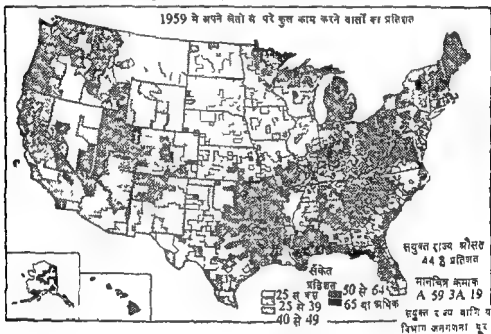 1959 मे अपने खेतों से परे कुल काम करने वालों का प्रतिशत
संयुक्त राज्य औसत
44 8 प्रतिशत
मानचित्र क्रमाक
A 59 3A 19
संयुक्त राज्य वाणिज्य
विभाग जनगणना
संकेत
प्रतिशत
25 से कम
25 से 39
40 से 49
50 से 64
65 या अधिक